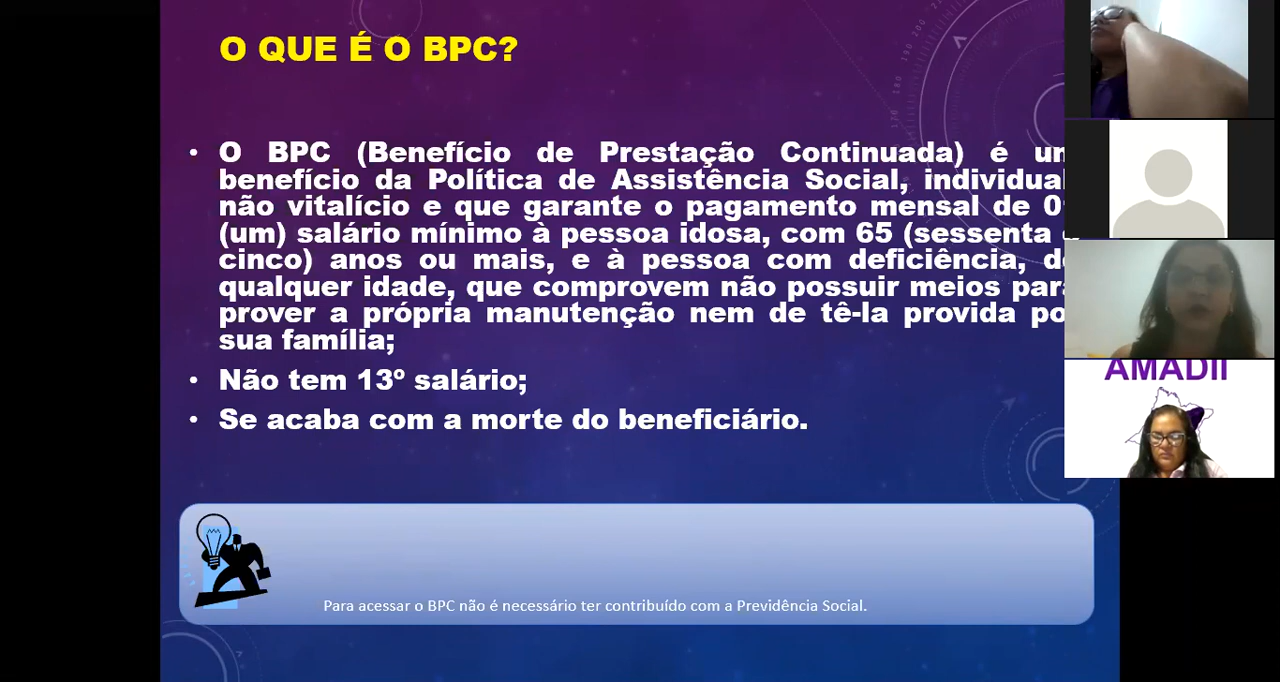 O QUE É O BPC?
• O BPC (Benefício de Prestação Continuada) é
benefício da Política de Assistência Social, individual
não vitalício e que garante o pagamento mensal de
(um) salário mínimo à pessoa idosa, com 65 (sessenta
cinco) anos ou mais, e à pessoa com deficiência,
qualquer idade, que comprovem não possuir meios para
prover a própria manutenção nem de tê-la provida
sua família;
• Não tem 13º salário;
• Se acaba com a morte do beneficiário.
Para acessar o BPC não é necessário ter contribuído com a Previdência Social.
AMADII